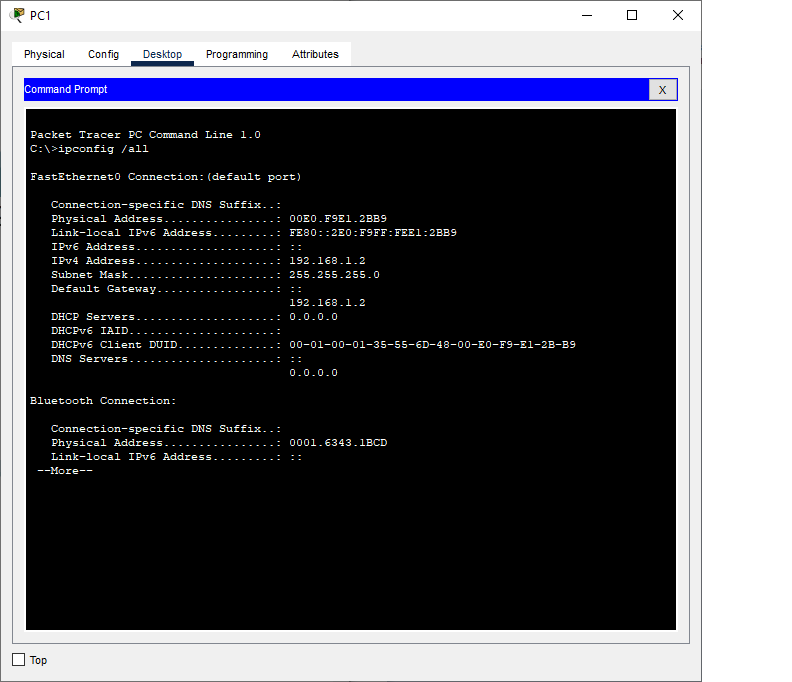 PC1
Physical Config Desktop Programming Attributes
Command Prompt X
Packet Tracer PC Command Line 1.0
C:\>ipconfig /all
FastEthernet0 Connection:(default port)
Connection-specific DNS Suffix..:
Physical Address................: 00E0.F9E1.2BB9
Link-local IPv6 Address.........: FE80::2E0:F9FF:FEE1:2BB9
IPv6 Address....................: ::
IPv4 Address....................: 192.168.1.2
Subnet Mask.....................: 255.255.255.0
Default Gateway.................: ::
192.168.1.2
DHCP Servers....................: 0.0.0.0
DHCPv6 IAID.....................:
DHCPv6 Client DUID..............: 00-01-00-01-35-55-6D-48-00-E0-F9-E1-2B-B9
DNS Servers.....................: ::
0.0.0.0
Bluetooth Connection:
Connection-specific DNS Suffix..:
Physical Address................: 0001.6343.1BCD
Link-local IPv6 Address.........: ::
--More--
Top